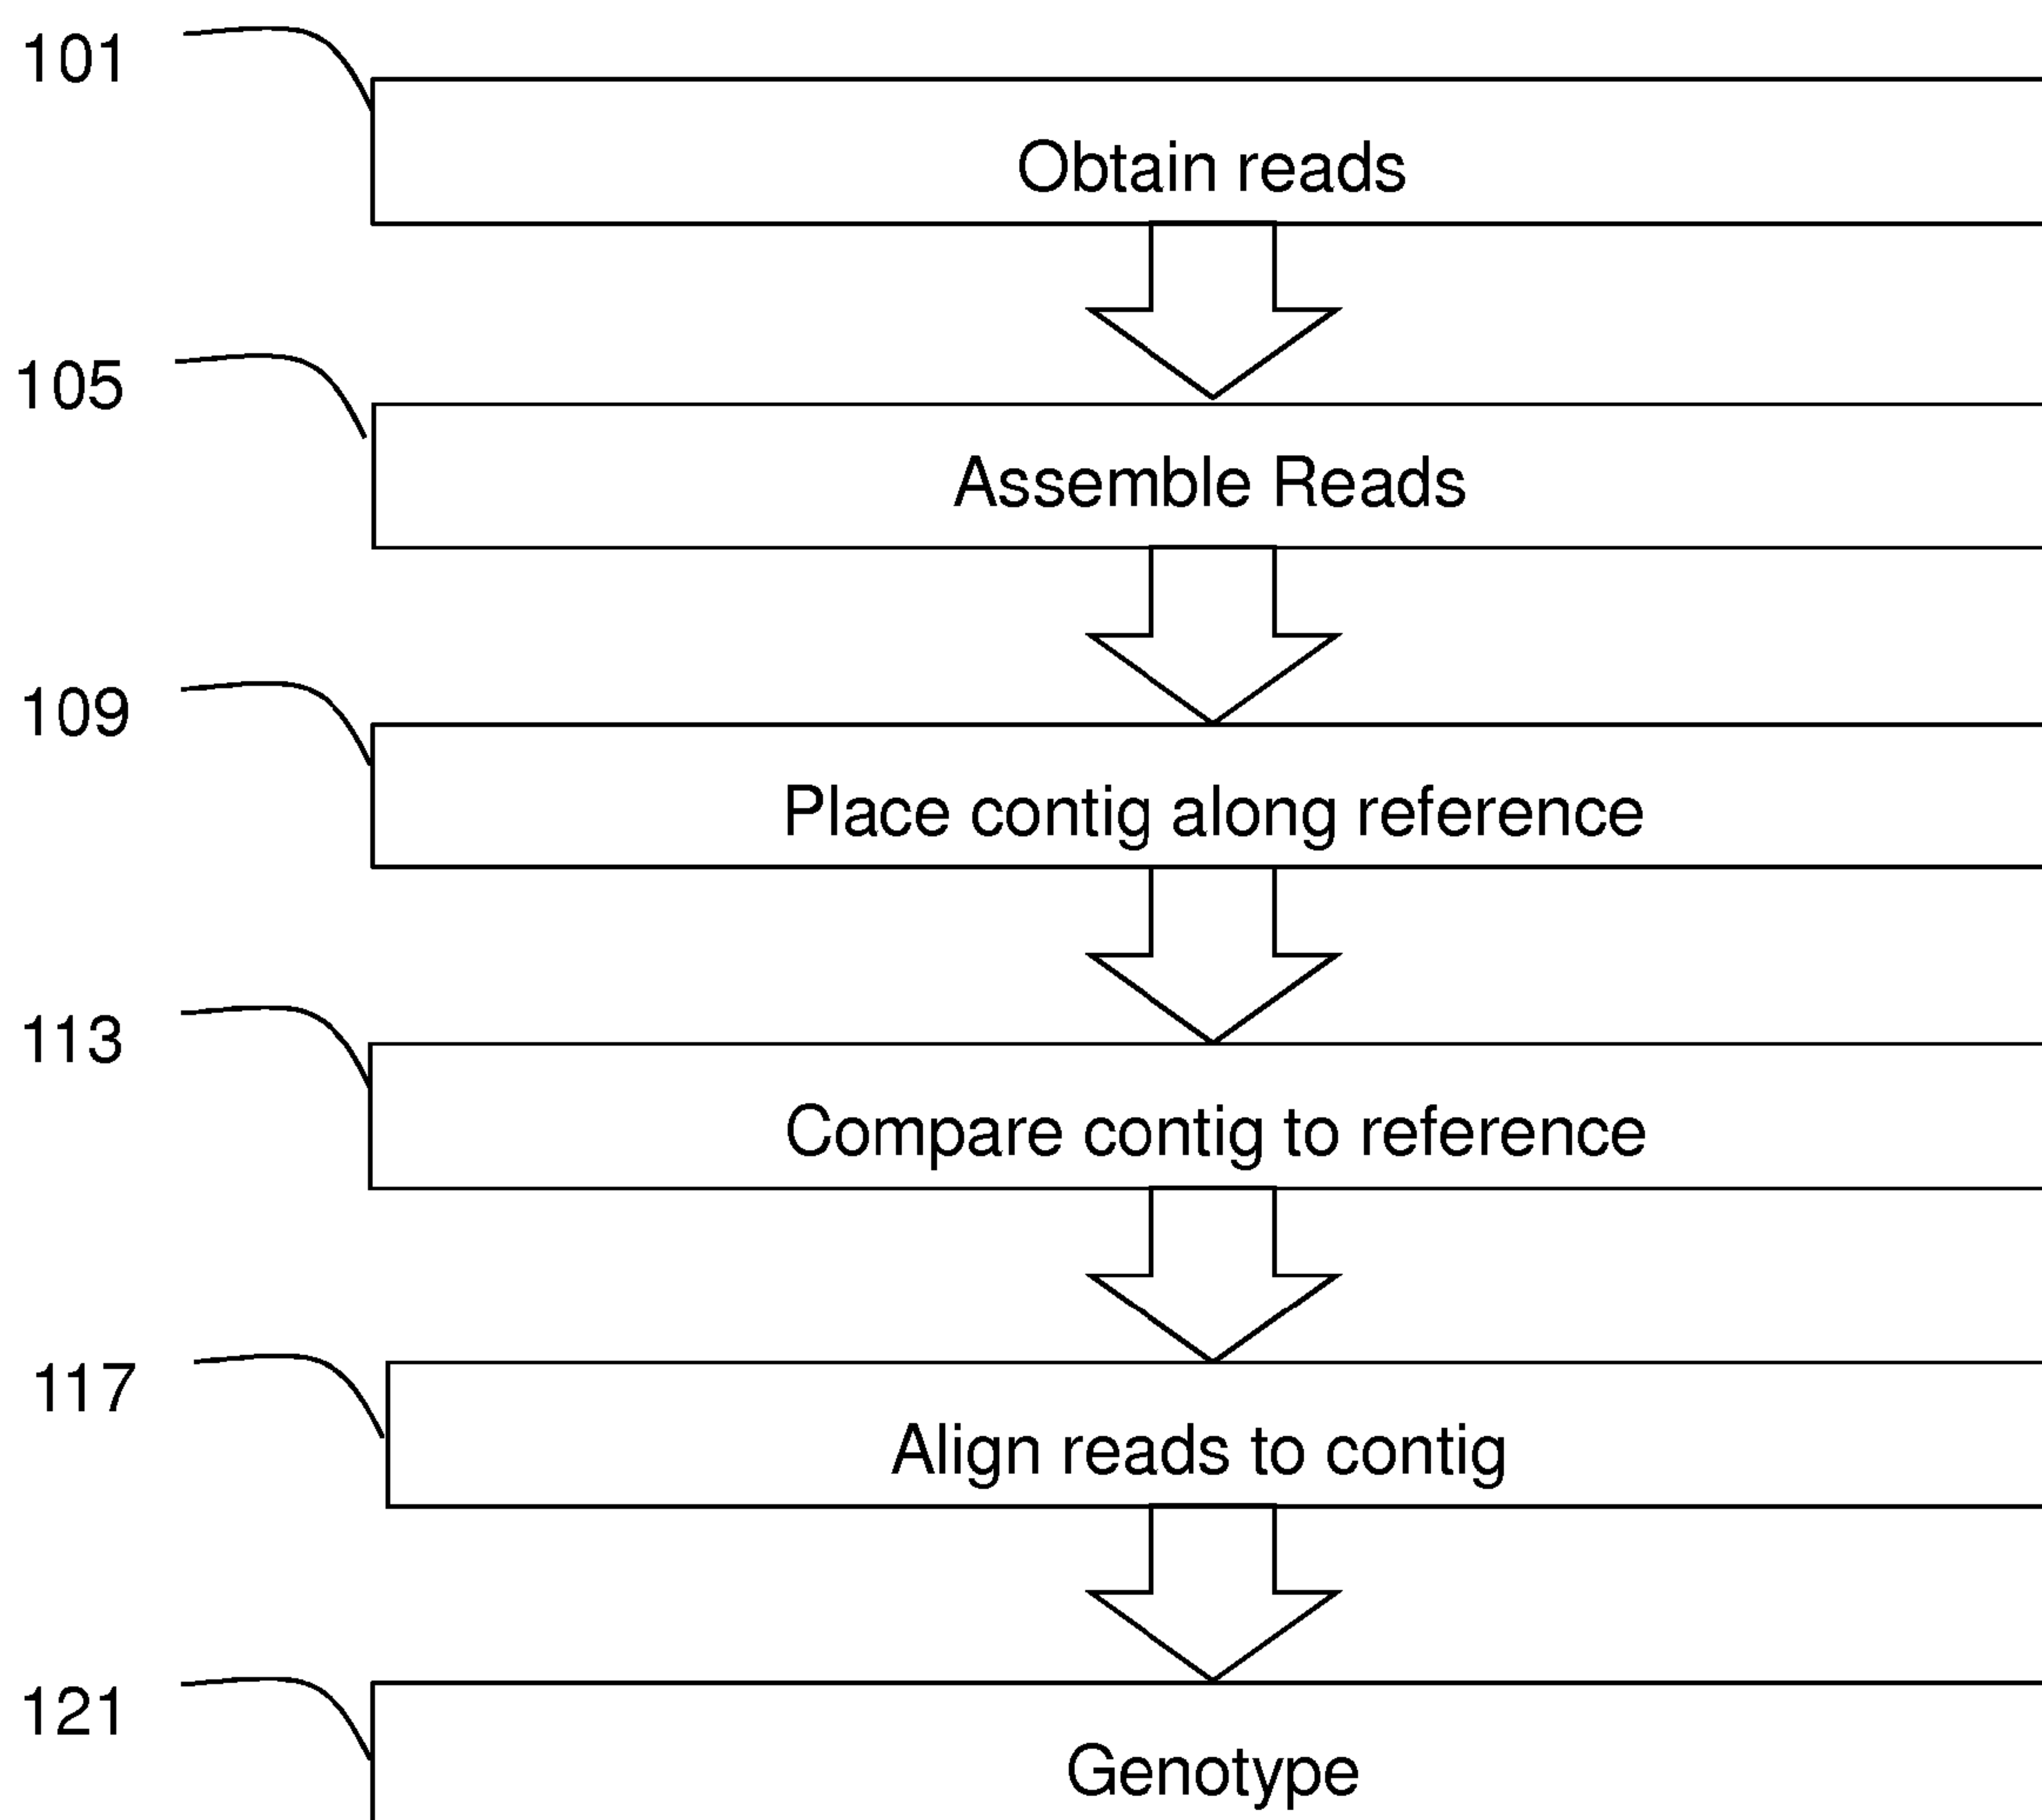 101
Obtain reads
105
Assemble Reads
109
Place contig along reference
113
Compare contig to reference
117
Align reads to contig
121
Genotype